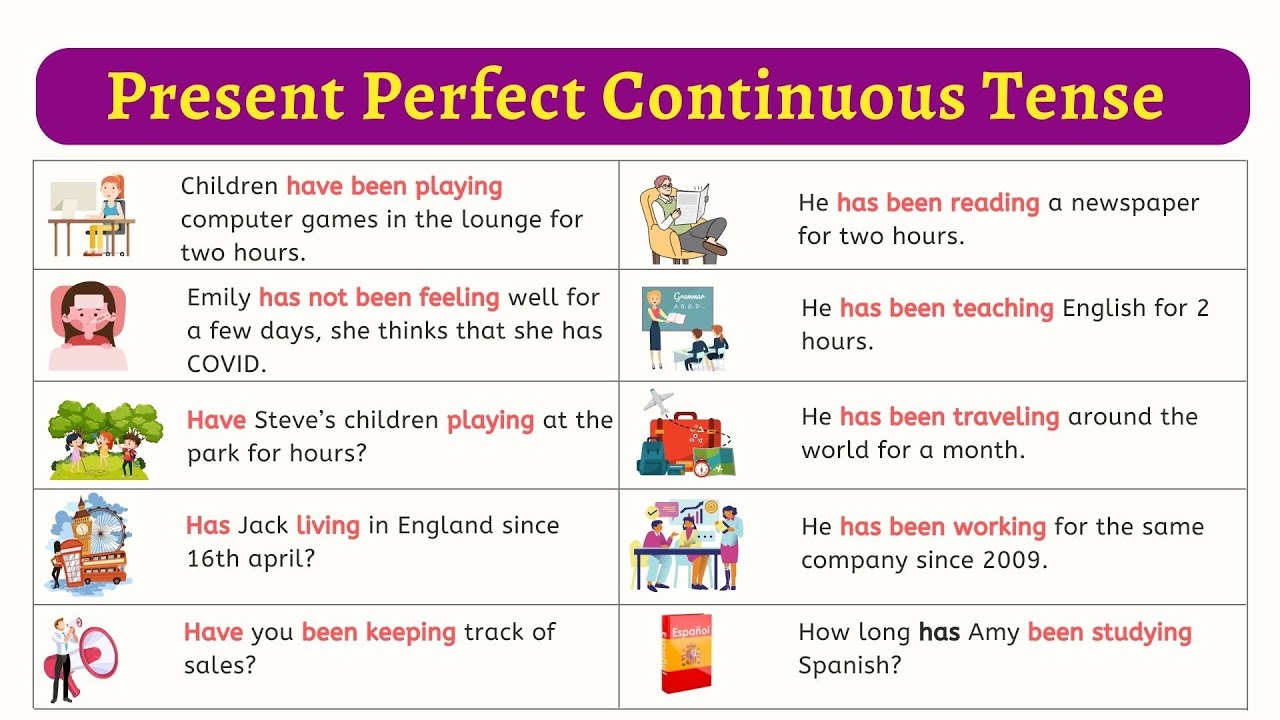 Present Perfect Continuous Tense
Children have been playing
computer games in the lounge for
two hours.
He has been reading a newspaper
for two hours.
Emily has not been feeling well for
a few days, she thinks that she has
COVID.
Grammar
A, B, C, D...
He has been teaching English for 2
hours.
Have Steve's children playing at the
park for hours?
He has been traveling around the
world for a month.
Has Jack living in England since
16th april?
He has been working for the same
company since 2009.
Have you been keeping track of
sales?
Español
How long has Amy been studying
Spanish?